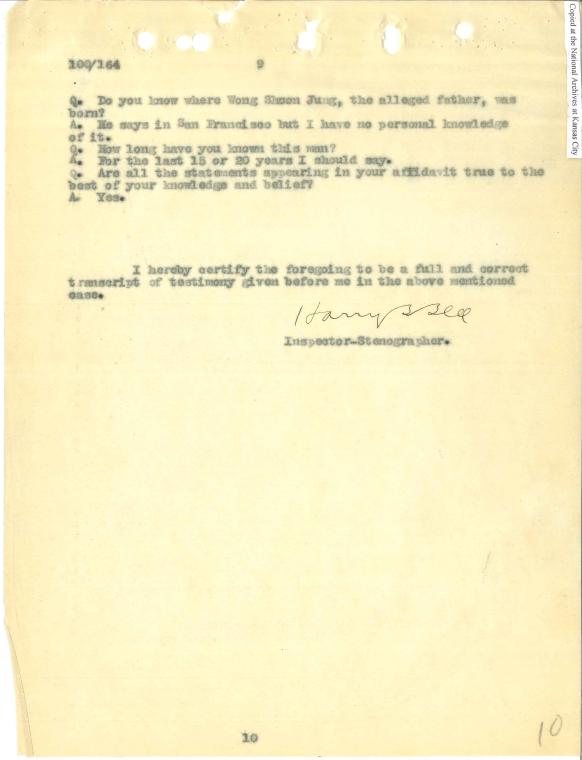 Copied at the National Archives at Kansas City
100/164 9
Q. Do you know where Wong Shoon Jung, the alleged father, was
born?
A. He says in San Francisco but I have no personal knowledge
of it.
Q. How long have you known this man?
A. For the last 15 or 20 years I should say.
Q. Are all the statements appearing in your affidavit true to the
best of your knowledge and belief?
A. Yes.
I hereby certify the foregoing to be a full and correct
transcript of testimony given before me in the above mentioned
case.
Harry
Inspector-Stenographer.
10
10